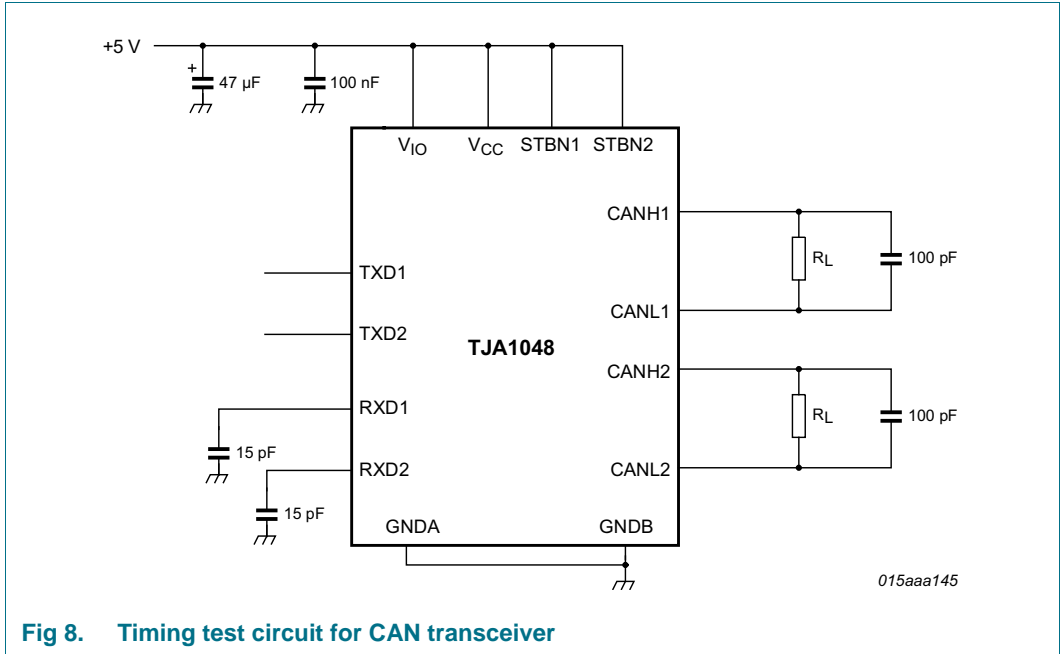 +5 V
+
47 µF
100 nF
VIO
VCC
STBN1
STBN2
CANH1
RL
100 pF
TXD1
CANL1
TXD2
TJA1048
CANH2
RXD1
RL
100 pF
15 pF
RXD2
CANL2
15 pF
GNDA
GNDB
015aaa145
Fig 8. Timing test circuit for CAN transceiver